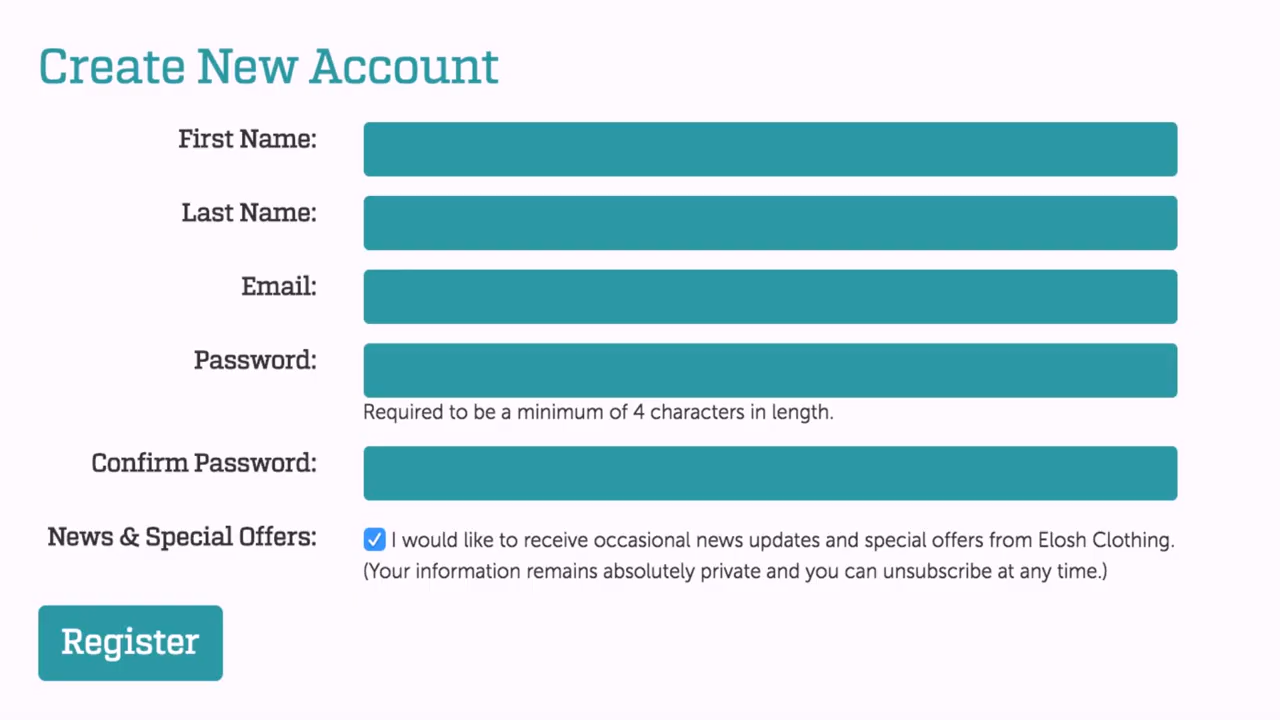 Create New Account
First Name:
Last Name:
Email:
Password:
Required to be a minimum of 4 characters in length.
Confirm Password:
News & Special Offers:
I would like to receive occasional news updates and special offers from Elosh Clothing.
(Your information remains absolutely private and you can unsubscribe at any time.)
Register